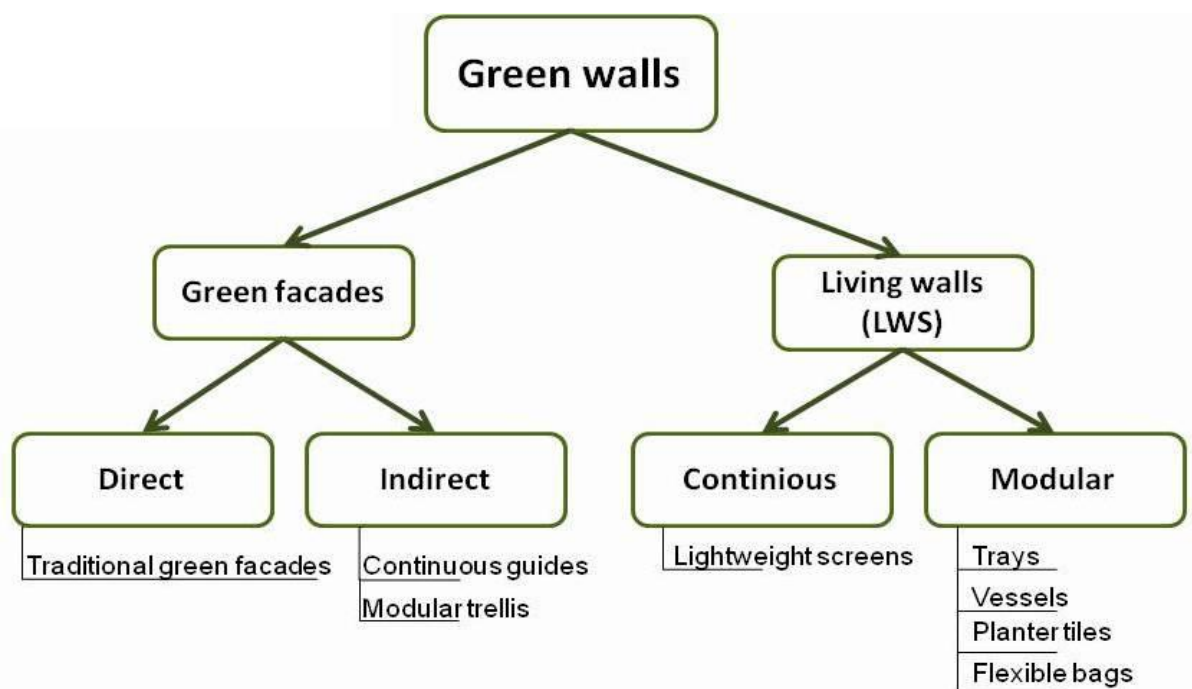 Green walls
Green facades
Living walls
(LWS)
Direct
Indirect
Continious
Modular
Traditional green facades
Continuous guides
Modular trellis
Lightweight screens
Trays
Vessels
Planter tiles
Flexible bags